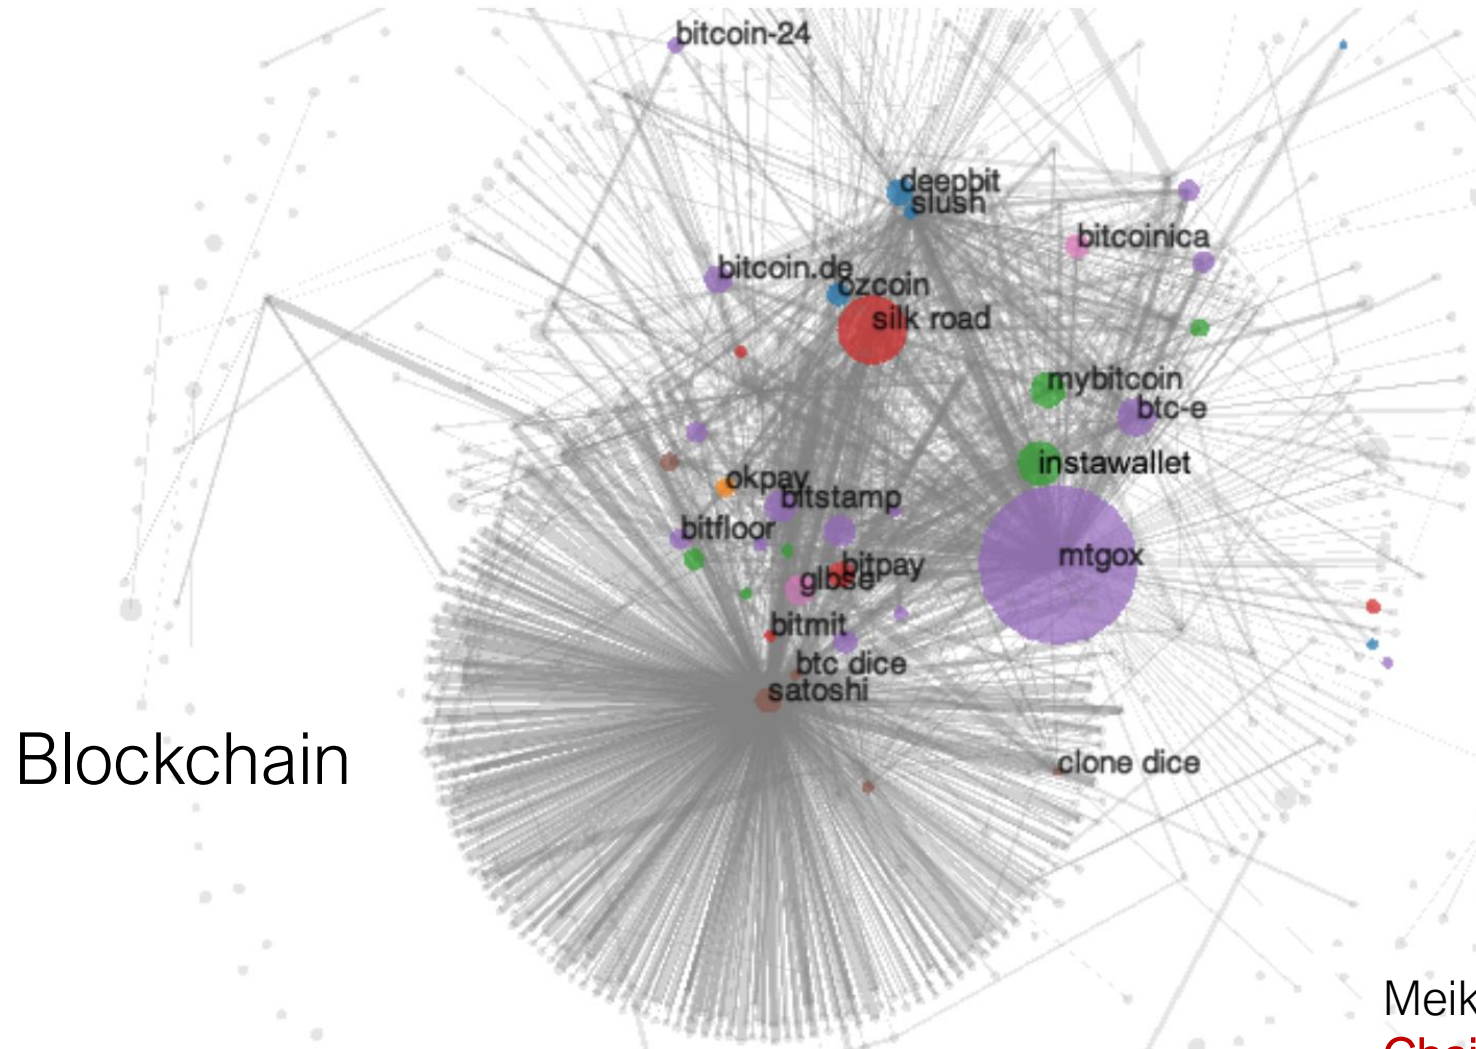 bitcoin-24
deepbit
slush
bitcoinica
bitcoin.de
ozcoin
silk road
mybitcoin
btc-e
instawallet
okpay
bitstamp
bitfloor
mtgox
bitpay
glbse
bitmit
btc dice
satoshi
Blockchain
clone dice
Meik